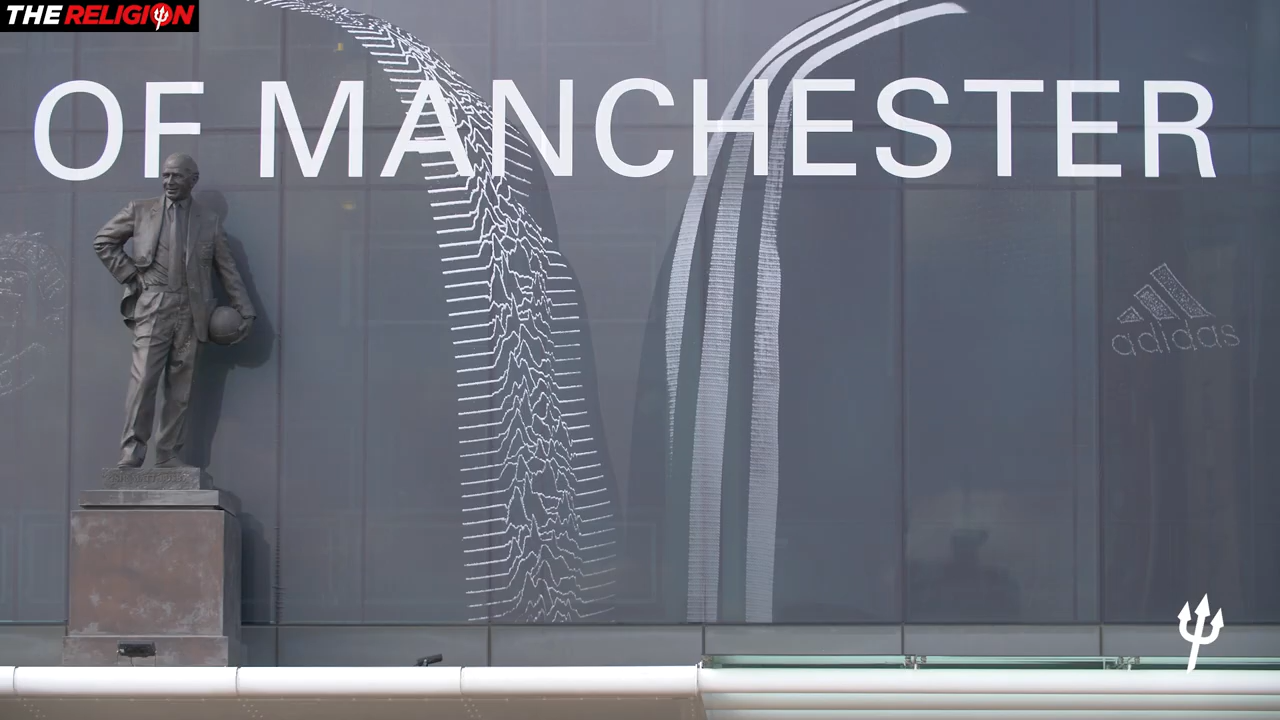 THE RELIGION
OF MANCHESTER
adidas